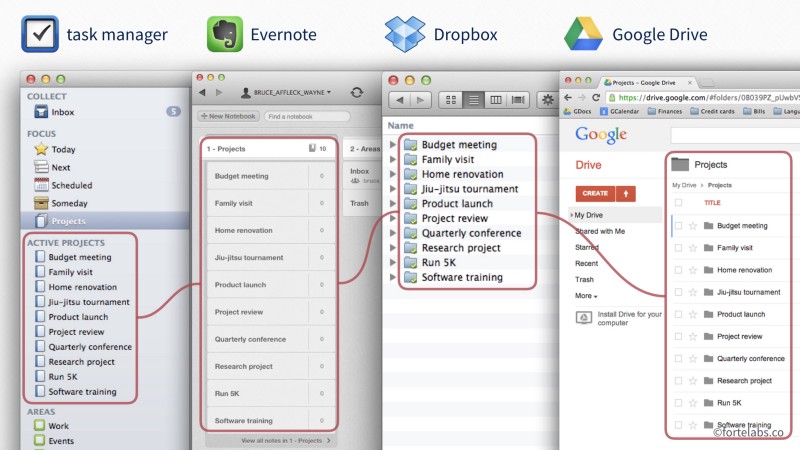 task manager
Evernote
Dropbox
Google Drive
COLLECT
Inbox
5
FOCUS
Today
Next
Scheduled
Someday
Projects
ACTIVE PROJECTS
Budget meeting
Family visit
Home renovation
Jiu-jitsu tournament
Product launch
Project review
Quarterly conference
Research project
Run 5K
Software training
AREAS
Work
Events
BRUCE_AFFLECK_WAYNE
+ New Notebook
Find a notebook
1 - Projects
10
2 - Areas
Budget meeting
0
Family visit
0
Home renovation
0
Jiu-jitsu tournament
0
Product launch
0
Project review
0
Quarterly conference
0
Research project
0
Run 5K
0
Software training
0
View all notes in 1 - Projects >
Inbox
bruce
Trash
Name
Budget meeting
Family visit
Home renovation
Jiu-jitsu tournament
Product launch
Project review
Quarterly conference
Research project
Run 5K
Software training
Projects – Google Drive
https://drive.google.com/#folders/0B039PZ_pUwbVS
GDocs
GCalendar
Finances
Credit cards
Bills
Langu
Google
Drive
CREATE
My Drive
Shared with Me
Starred
Recent
Trash
More
Install Drive for your
computer
Projects
My Drive › Projects
TITLE
Budget meeting
Family visit
Home renovation
Jiu-jitsu tournament
Product launch
Project review
Quarterly conference
Research project
Run 5K
Software training
©fortelabs.co